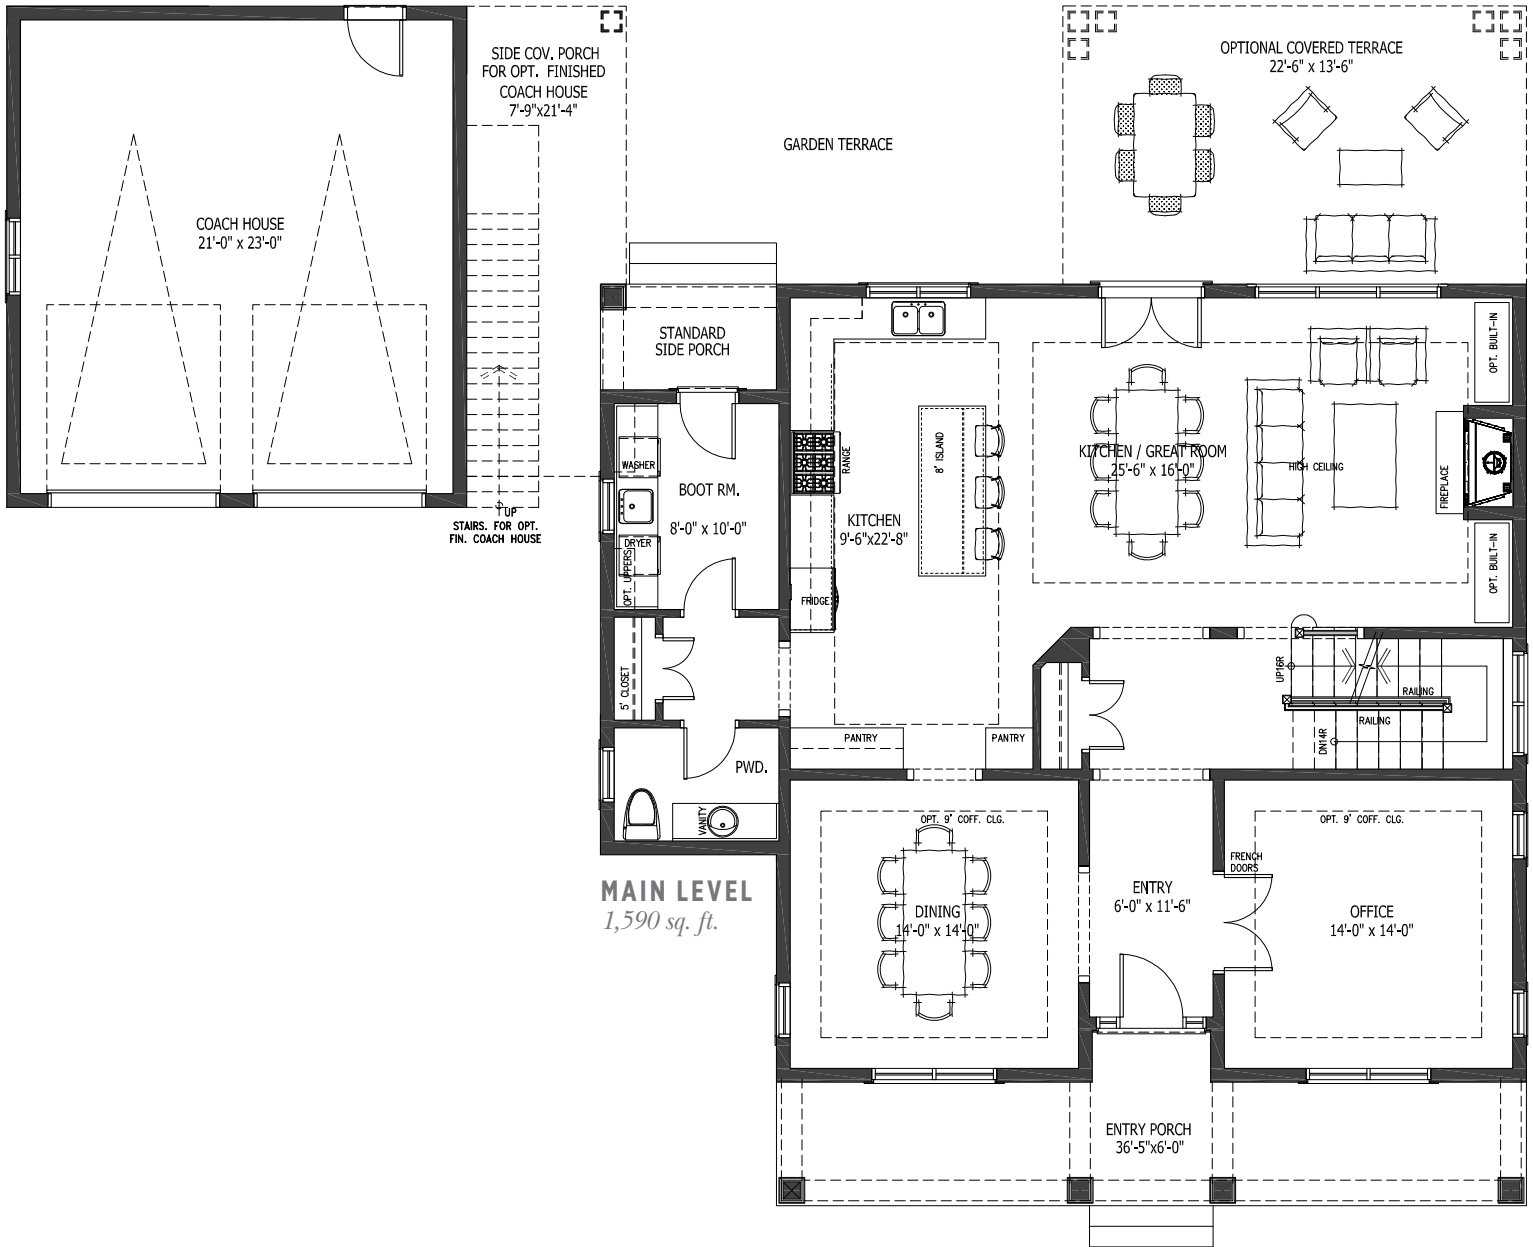 SIDE COV. PORCH
FOR OPT. FINISHED
COACH HOUSE
7'-9"x21'-4"
OPTIONAL COVERED TERRACE
22'-6" x 13'-6"
GARDEN TERRACE
COACH HOUSE
21'-0" x 23'-0"
STANDARD
SIDE PORCH
OPT. BUILT-IN
WASHER
BOOT RM.
8'-0" x 10'-0"
DRYER
OPT. UPPERS
RANGE
8' ISLAND
KITCHEN / GREAT ROOM
25'-6" x 16'-0"
HIGH CEILING
FIREPLACE
UP
STAIRS. FOR OPT.
FIN. COACH HOUSE
KITCHEN
9'-6"x22'-8"
OPT. BUILT-IN
FRIDGE
5' CLOSET
UP16R
RAILING
RAILING
DN14R
PANTRY
PANTRY
PWD.
VANITY
OPT. 9' COFF. CLG.
OPT. 9' COFF. CLG.
FRENCH
DOORS
MAIN LEVEL
1,590 sq. ft.
DINING
14'-0" x 14'-0"
ENTRY
6'-0" x 11'-6"
OFFICE
14'-0" x 14'-0"
ENTRY PORCH
36'-5"x6'-0"